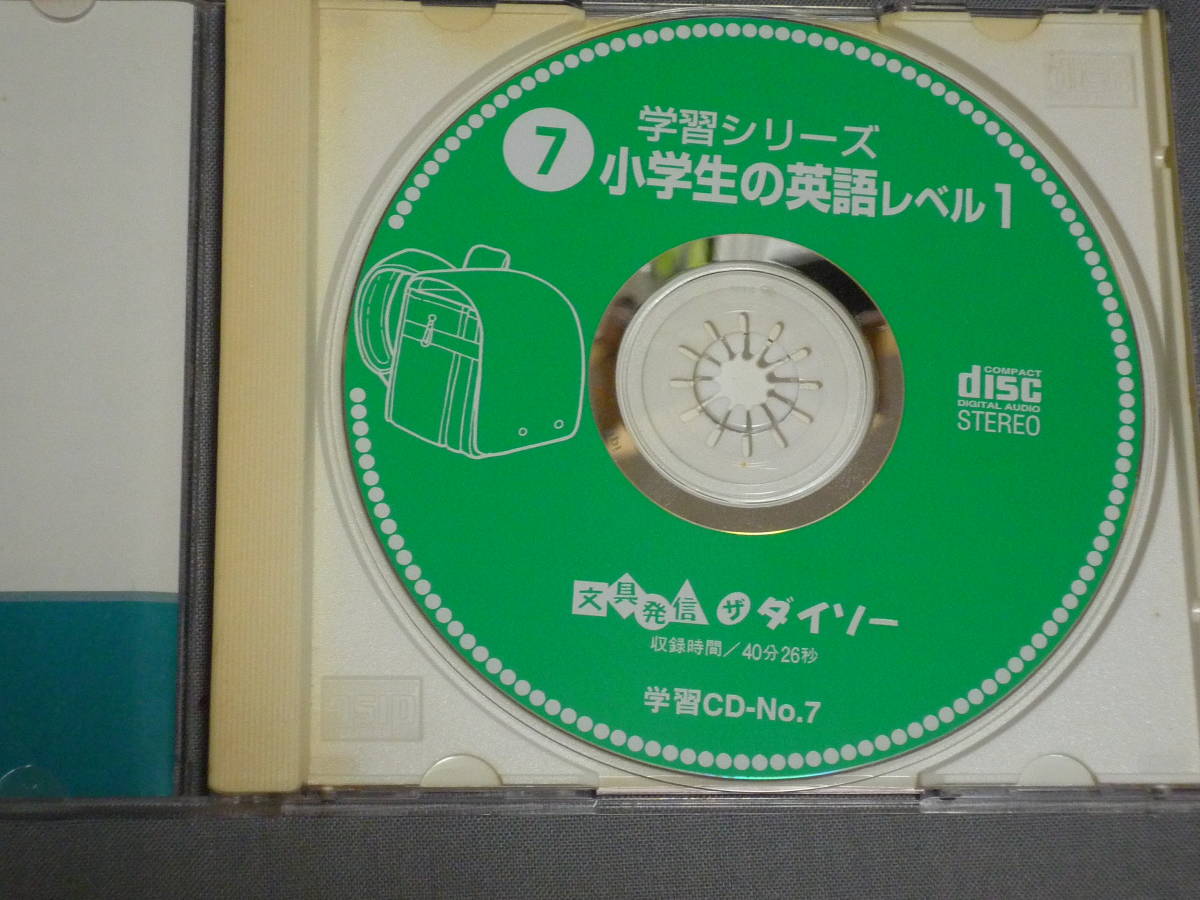 7
学習シリーズ
小学生の英語レベル1
COMPACT
disc
DIGITAL AUDIO
STEREO
文具発信 ザ ダイソー
収録時間/40分26秒
学習CD-No.7